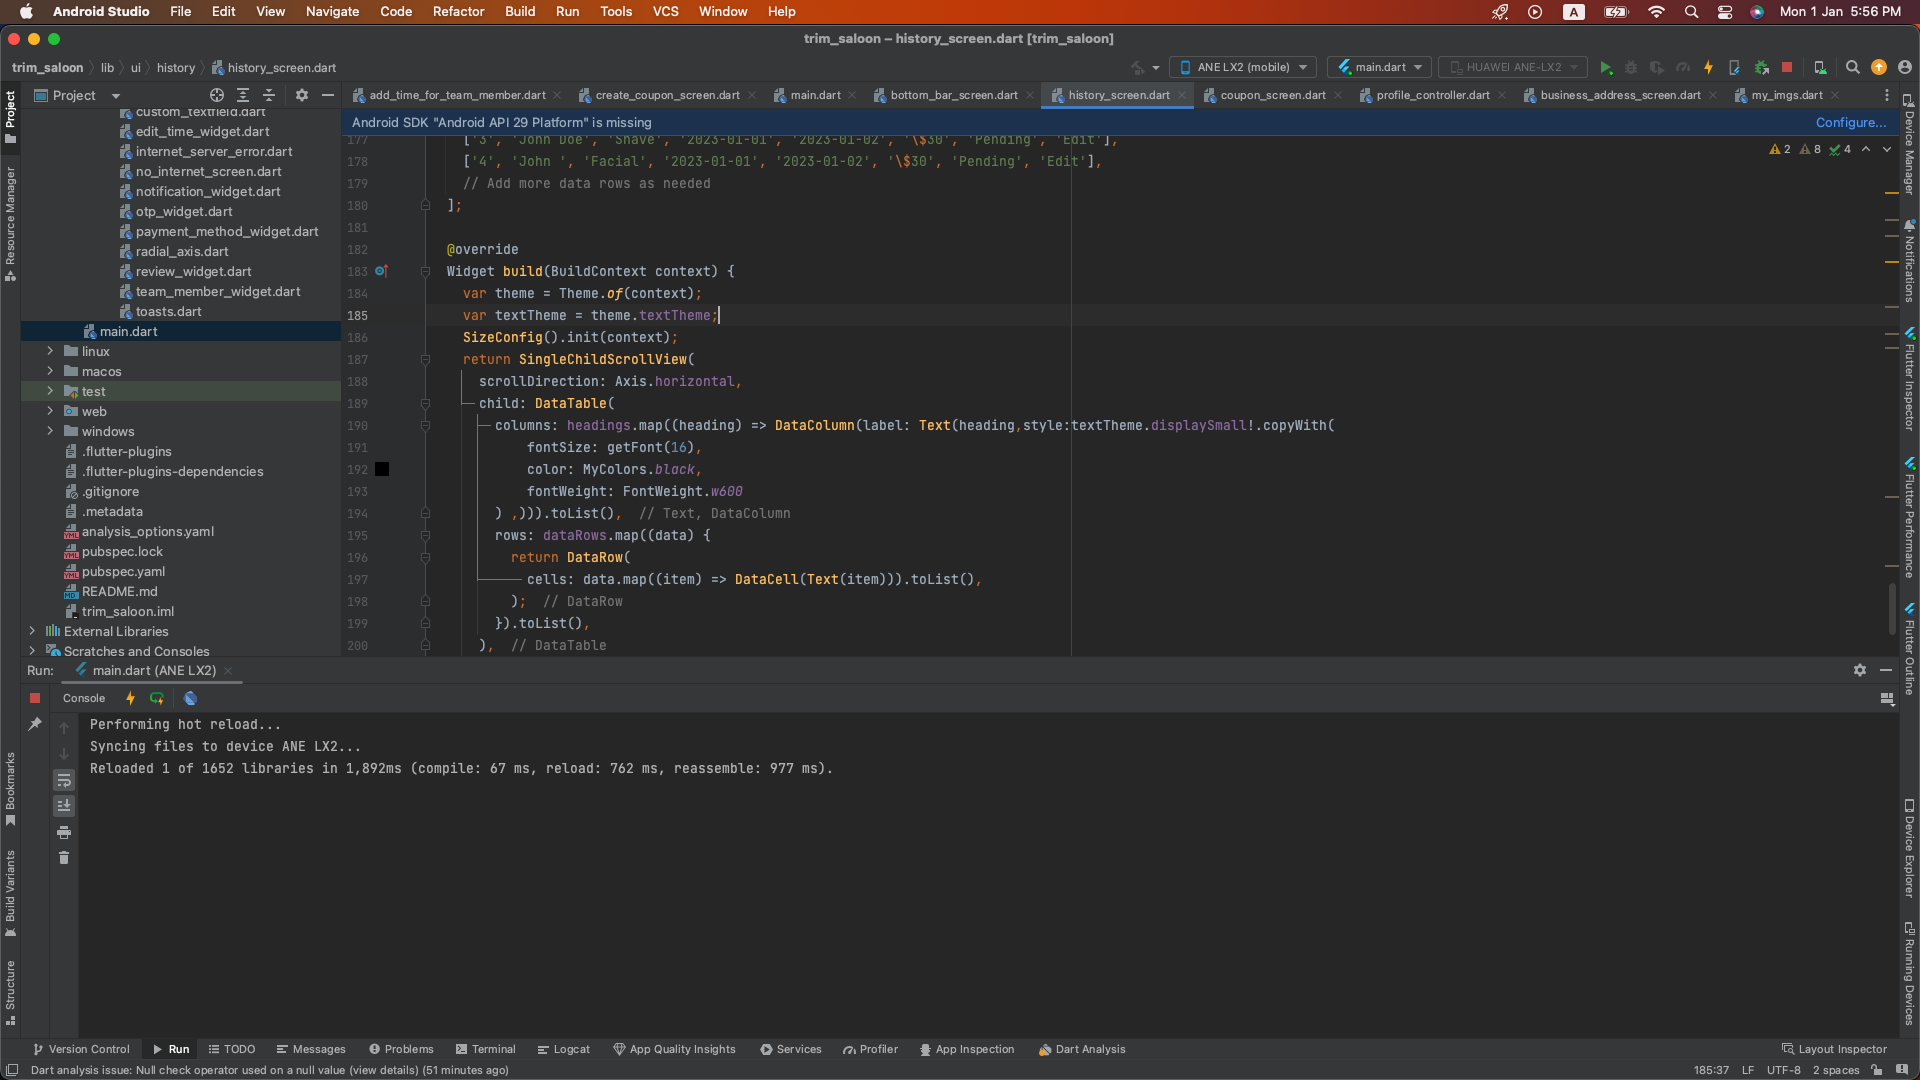 Android Studio File Edit View Navigate Code Refactor Build Run Tools VCS Window Help A Mon 1 Jan 5:56 PM
trim_saloon – history_screen.dart [trim_saloon]
trim_saloon lib ui history history_screen.dart ANE LX2 (mobile) main.dart HUAWEI ANE-LX2
Project
add_time_for_team_member.dart create_coupon_screen.dart main.dart bottom_bar_screen.dart history_screen.dart coupon_screen.dart profile_controller.dart business_address_screen.dart my_imgs.dart
Android SDK "Android API 29 Platform" is missing Configure...
2 8 4
custom_textfield.dart
edit_time_widget.dart
internet_server_error.dart
no_internet_screen.dart
notification_widget.dart
otp_widget.dart
payment_method_widget.dart
radial_axis.dart
review_widget.dart
team_member_widget.dart
toasts.dart
main.dart
linux
macos
test
web
windows
.flutter-plugins
.flutter-plugins-dependencies
.gitignore
.metadata
analysis_options.yaml
pubspec.lock
pubspec.yaml
README.md
trim_saloon.iml
External Libraries
Scratches and Consoles
177 ['3', 'John Doe', 'Shave', '2023-01-01', '2023-01-02', '\$30', 'Pending', 'Edit'],
178 ['4', 'John ', 'Facial', '2023-01-01', '2023-01-02', '\$30', 'Pending', 'Edit'],
179 // Add more data rows as needed
180 ];
181
182 @override
183 Widget build(BuildContext context) {
184 var theme = Theme.of(context);
185 var textTheme = theme.textTheme;
186 SizeConfig().init(context);
187 return SingleChildScrollView(
188 scrollDirection: Axis.horizontal,
189 child: DataTable(
190 columns: headings.map((heading) => DataColumn(label: Text(heading,style:textTheme.displaySmall!.copyWith(
191 fontSize: getFont(16),
192 color: MyColors.black,
193 fontWeight: FontWeight.w600
194 ) ,))).toList(), // Text, DataColumn
195 rows: dataRows.map((data) {
196 return DataRow(
197 cells: data.map((item) => DataCell(Text(item))).toList(),
198 ); // DataRow
199 }).toList(),
200 ), // DataTable
Run: main.dart (ANE LX2)
Console
Performing hot reload...
Syncing files to device ANE LX2...
Reloaded 1 of 1652 libraries in 1,892ms (compile: 67 ms, reload: 762 ms, reassemble: 977 ms).
Project
Resource Manager
Bookmarks
Build Variants
Structure
Device Manager
Notifications
Flutter Inspector
Flutter Performance
Flutter Outline
Device Explorer
Running Devices
Version Control Run TODO Messages Problems Terminal Logcat App Quality Insights Services Profiler App Inspection Dart Analysis Layout Inspector
Dart analysis issue: Null check operator used on a null value (view details) (51 minutes ago) 185:37 LF UTF-8 2 spaces